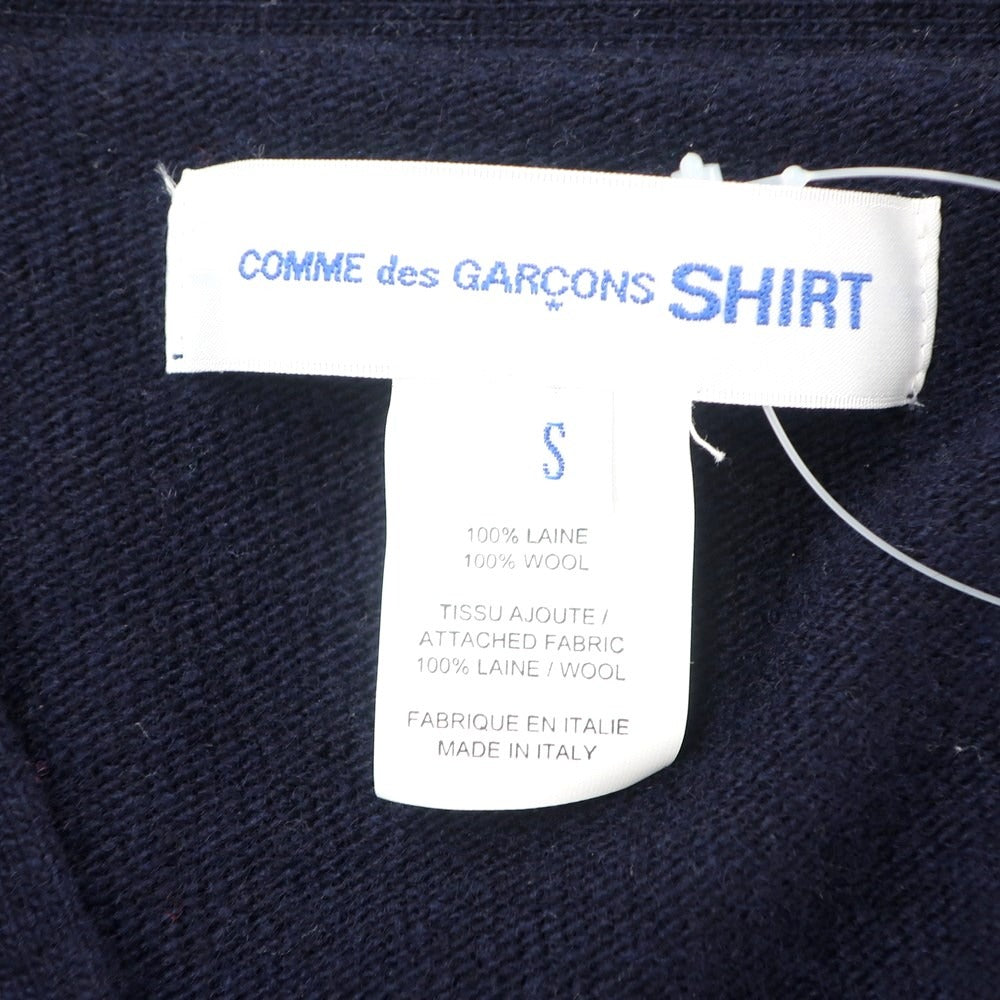 COMME des GARÇONS SHIRT
S
100% LAINE
100% WOOL
TISSU AJOUTE /
ATTACHED FABRIC
100% LAINE / WOOL
FABRIQUE EN ITALIE
MADE IN ITALY